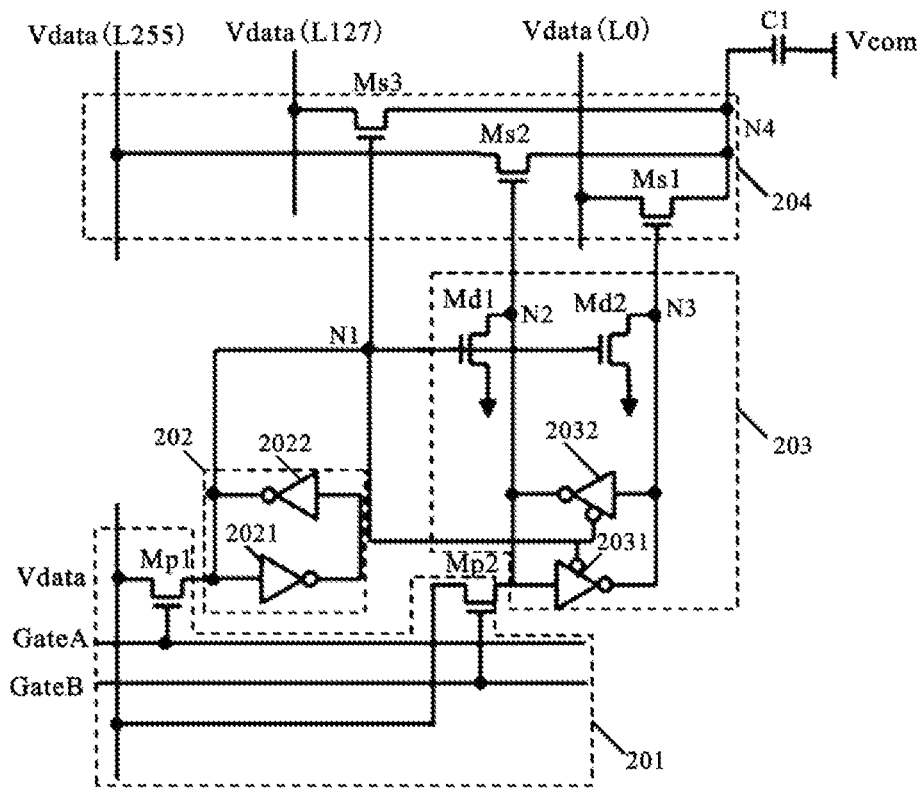 Vdata(L255)
Vdata(L127)
Vdata(L0)
C1
Vcom
Ms3
Ms2
N4
Ms1
204
Md1
N2
Md2
N3
N1
202
2022
2032
203
2021
2031
Vdata
Mp1
Mp2
GateA
GateB
201